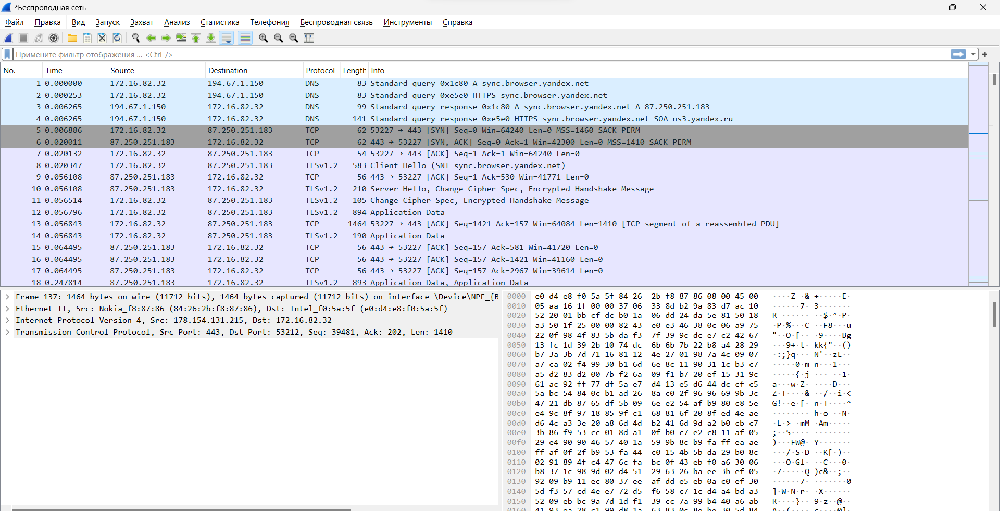 *Беспроводная сеть
Файл Правка Вид Запуск Захват Анализ Статистика Телефония Беспроводная связь Инструменты Справка
Примените фильтр отображения ... <Ctrl-/>
No. Time Source Destination Protocol Length Info
1 0.000000 172.16.82.32 194.67.1.150 DNS 83 Standard query 0x1c80 A sync.browser.yandex.net
2 0.000253 172.16.82.32 194.67.1.150 DNS 83 Standard query 0xe5e0 HTTPS sync.browser.yandex.net
3 0.006265 194.67.1.150 172.16.82.32 DNS 99 Standard query response 0x1c80 A sync.browser.yandex.net A 87.250.251.183
4 0.006265 194.67.1.150 172.16.82.32 DNS 141 Standard query response 0xe5e0 HTTPS sync.browser.yandex.net SOA ns3.yandex.ru
5 0.006886 172.16.82.32 87.250.251.183 TCP 62 53227 → 443 [SYN] Seq=0 Win=64240 Len=0 MSS=1460 SACK_PERM
6 0.020011 87.250.251.183 172.16.82.32 TCP 62 443 → 53227 [SYN, ACK] Seq=0 Ack=1 Win=42300 Len=0 MSS=1410 SACK_PERM
7 0.020132 172.16.82.32 87.250.251.183 TCP 54 53227 → 443 [ACK] Seq=1 Ack=1 Win=64240 Len=0
8 0.020347 172.16.82.32 87.250.251.183 TLSv1.2 583 Client Hello (SNI=sync.browser.yandex.net)
9 0.056108 87.250.251.183 172.16.82.32 TCP 56 443 → 53227 [ACK] Seq=1 Ack=530 Win=41771 Len=0
10 0.056108 87.250.251.183 172.16.82.32 TLSv1.2 210 Server Hello, Change Cipher Spec, Encrypted Handshake Message
11 0.056514 172.16.82.32 87.250.251.183 TLSv1.2 105 Change Cipher Spec, Encrypted Handshake Message
12 0.056796 172.16.82.32 87.250.251.183 TLSv1.2 894 Application Data
13 0.056843 172.16.82.32 87.250.251.183 TCP 1464 53227 → 443 [ACK] Seq=1421 Ack=157 Win=64084 Len=1410 [TCP segment of a reassembled PDU]
14 0.056843 172.16.82.32 87.250.251.183 TLSv1.2 190 Application Data
15 0.064495 87.250.251.183 172.16.82.32 TCP 56 443 → 53227 [ACK] Seq=157 Ack=581 Win=41720 Len=0
16 0.064495 87.250.251.183 172.16.82.32 TCP 56 443 → 53227 [ACK] Seq=157 Ack=1421 Win=41160 Len=0
17 0.064495 87.250.251.183 172.16.82.32 TCP 56 443 → 53227 [ACK] Seq=157 Ack=2967 Win=39614 Len=0
18 0.247814 87.250.251.183 172.16.82.32 TLSv1.2 893 Application Data, Application Data
Frame 137: 1464 bytes on wire (11712 bits), 1464 bytes captured (11712 bits) on interface \Device\NPF_{B
Ethernet II, Src: Nokia_f8:87:86 (84:26:2b:f8:87:86), Dst: Intel_f0:5a:5f (e0:d4:e8:f0:5a:5f)
Internet Protocol Version 4, Src: 178.154.131.215, Dst: 172.16.82.32
Transmission Control Protocol, Src Port: 443, Dst Port: 53212, Seq: 39481, Ack: 202, Len: 1410
0000 e0 d4 e8 f0 5a 5f 84 26 2b f8 87 86 08 00 45 00 ····Z_·& +·····E·
0010 05 aa 16 1f 00 00 37 06 33 8d b2 9a 83 d7 ac 10 ······7· 3·······
0020 52 20 01 bb cf dc b0 1a 06 dd 24 da 5e 81 50 18 R ······ ··$·^·P·
0030 a3 50 1f 25 00 00 82 43 e0 e3 46 38 0c 06 a9 75 ·P·%···C ··F8···u
0040 22 0f 98 4f 83 5b da f3 7f 39 9c dc e7 c2 42 67 "··O·[·· ·9····Bg
0050 13 fc 1d 39 2b 10 74 dc 6b 6b 7b 22 b8 a4 28 29 ···9+·t· kk{"··()
0060 b7 3a 3b 7d 71 16 81 12 4e 27 01 98 7a 4c 09 07 ·:;}q··· N'··zL··
0070 a7 ca 02 f4 99 30 b1 6d 6e 8c 11 90 31 1c b3 c7 ·····0·m n···1···
0080 a5 d2 83 d2 00 7b f2 6a 09 f1 b7 20 ef 15 31 9c ·····{·j ··· ··1·
0090 61 ac 92 ff 77 df 5a e7 d4 13 e5 d6 44 dc cf c5 a···w·Z· ····D···
00a0 5a bc 54 84 0c b1 ad 26 8a c0 2f 96 96 69 9b 3c Z·T····& ··/··i·<
00b0 47 21 db 87 65 df 5b 09 6e e2 54 af b9 80 c8 5e G!··e·[· n·T····^
00c0 e4 9c 8f 97 18 85 9f c1 68 81 6f 20 8f ed 4e ae ········ h·o ··N·
00d0 d6 4c a3 3e 20 a8 6d 4d b2 41 6d 9d a2 b0 cb c7 ·L·> ·mM ·Am·····
00e0 3b 86 f9 53 cc 01 8d a1 0f b0 c7 e2 c8 11 af 05 ;··S···· ········
00f0 29 e4 90 90 46 57 40 1a 59 9b 8c b9 fa ff ea ae )···FW@· Y·······
0100 ff af 0f 2f b9 53 fa 44 c0 15 4b 5b da 29 b0 8c ···/·S·D ··K[·)··
0110 02 91 89 4f c4 47 6c fa bc 0f 43 eb f0 a6 30 06 ···O·Gl· ··C···0·
0120 b8 37 1c 98 9d 02 d4 51 29 63 26 ba ee 3b ef 05 ·7·····Q )c&··;··
0130 92 09 b9 11 ec 80 37 ee af dd e5 eb 0a c0 ef 30 ······7· ·······0
0140 5d f3 57 cd 4e e7 72 d5 f6 58 c7 1c d4 a4 bd a3 ]·W·N·r· ·X······
0150 52 09 eb bc 9a 7d 1d f1 39 cc 7a 99 b4 40 a6 ab R····}·· 9·z··@··